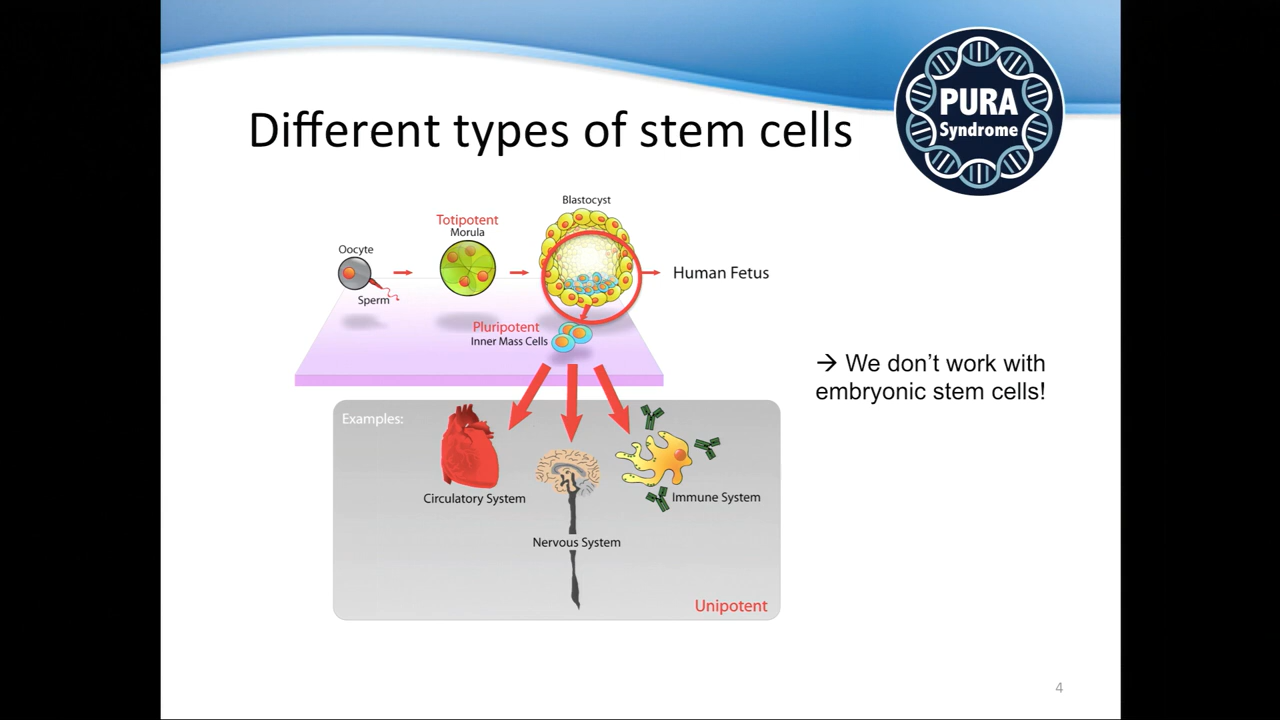 Different types of stem cells
PURA
Syndrome
Blastocyst
Totipotent
Morula
Oocyte
Sperm
Human Fetus
Pluripotent
Inner Mass Cells
→ We don't work with
embryonic stem cells!
Examples:
Circulatory System
Immune System
Nervous System
Unipotent
4